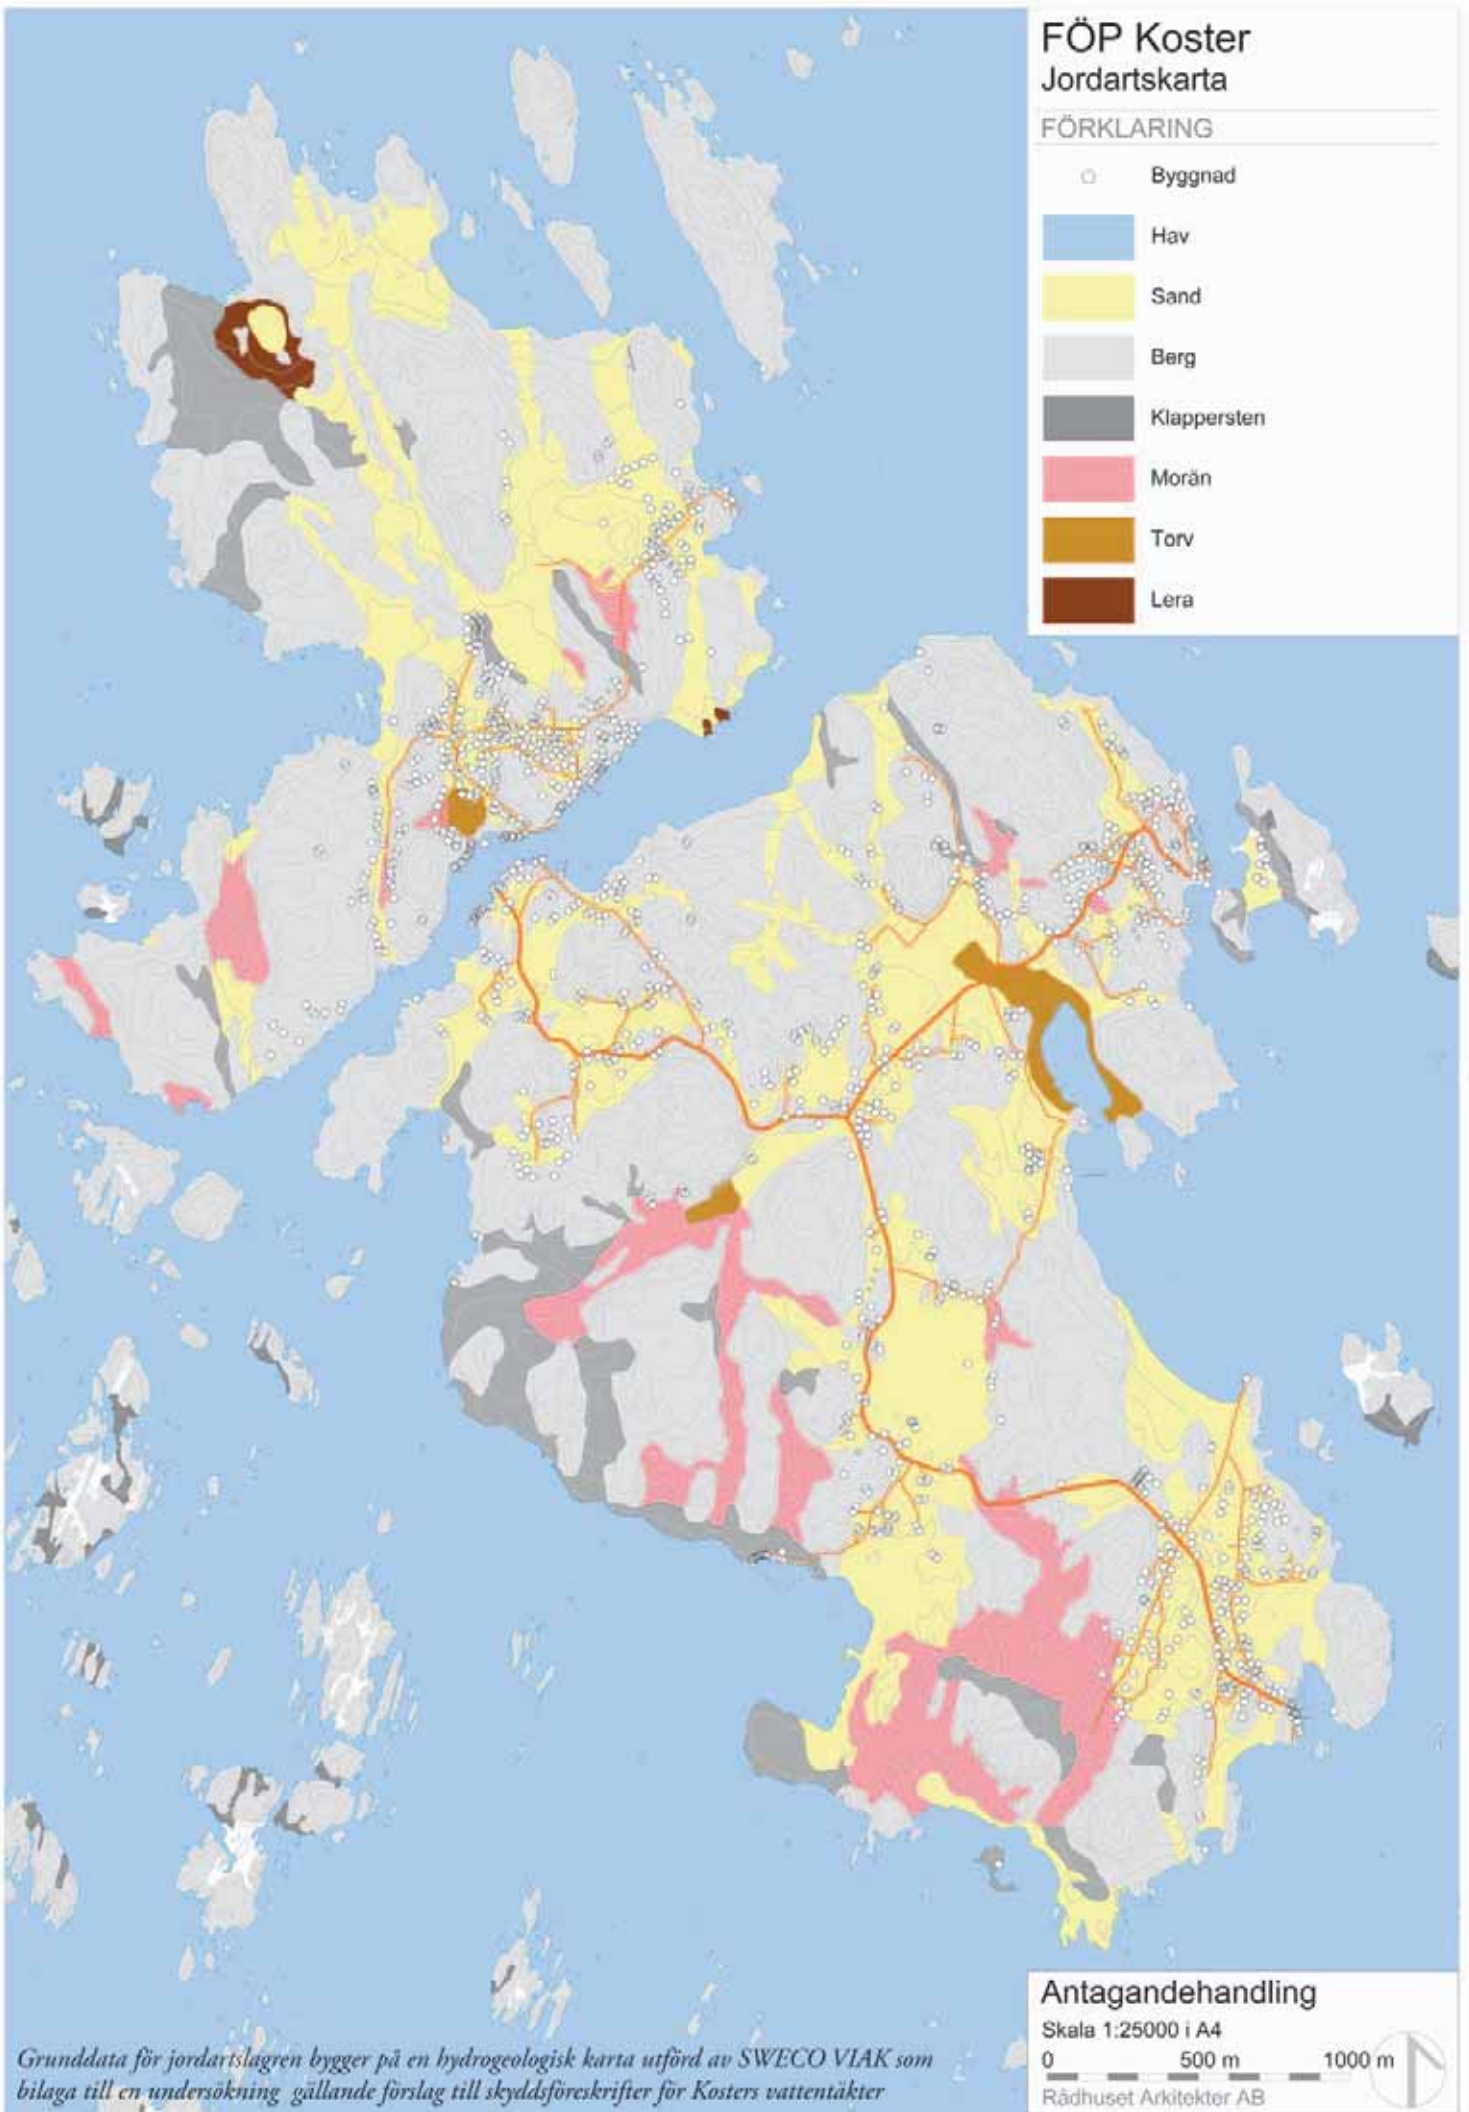 FÖP Koster
Jordartskarta
FÖRKLARING
Byggnad
Hav
Sand
Berg
Klappersten
Morän
Torv
Lera
Antagandehandling
Skala 1:25000 i A4
0 500 m 1000 m
Rådhuset Arkitekter AB
Grunddata för jordartslagren bygger på en hydrogeologisk karta utförd av SWECO VIAK som
bilaga till en undersökning gällande förslag till skyddsföreskrifter för Kosters vattentäkter